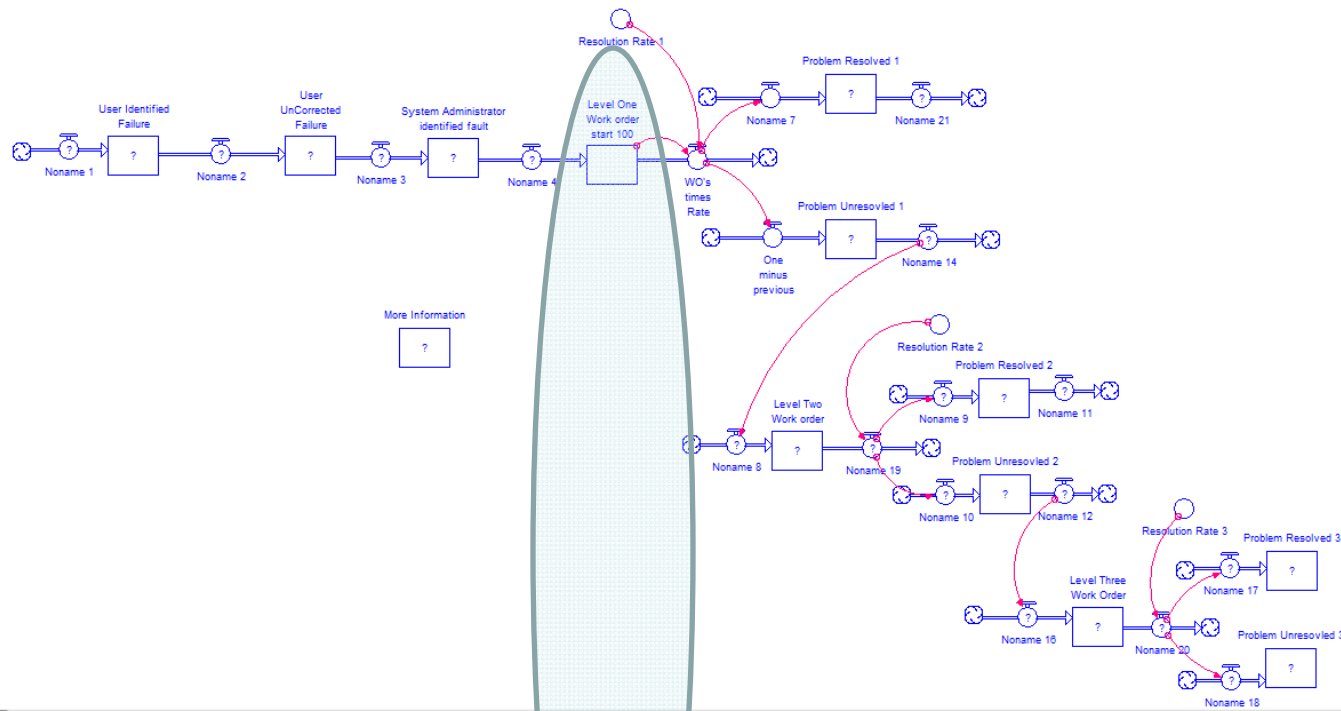 Resolution Rate 1
Problem Resolved 1
?
Noname 7
?
Noname 21
User Identified
Failure
User
UnCorrected
Failure
System Administrator
identified fault
Level One
Work order
start 100
?
Noname 1
?
?
Noname 2
?
?
Noname 3
?
?
Noname 4
WO's
times
Rate
?
Problem Unresovled 1
One
minus
previous
?
?
Noname 14
More Information
?
Resolution Rate 2
Problem Resolved 2
?
Noname 9
?
?
Noname 11
Level Two
Work order
?
Noname 8
?
?
Noname 19
?
Problem Unresovled 2
?
Noname 10
?
?
Noname 12
Resolution Rate 3
Problem Resolved 3
?
Noname 17
?
Level Three
Work Order
?
Noname 16
?
?
Noname 20
?
Problem Unresovled 3
?
Noname 18
?